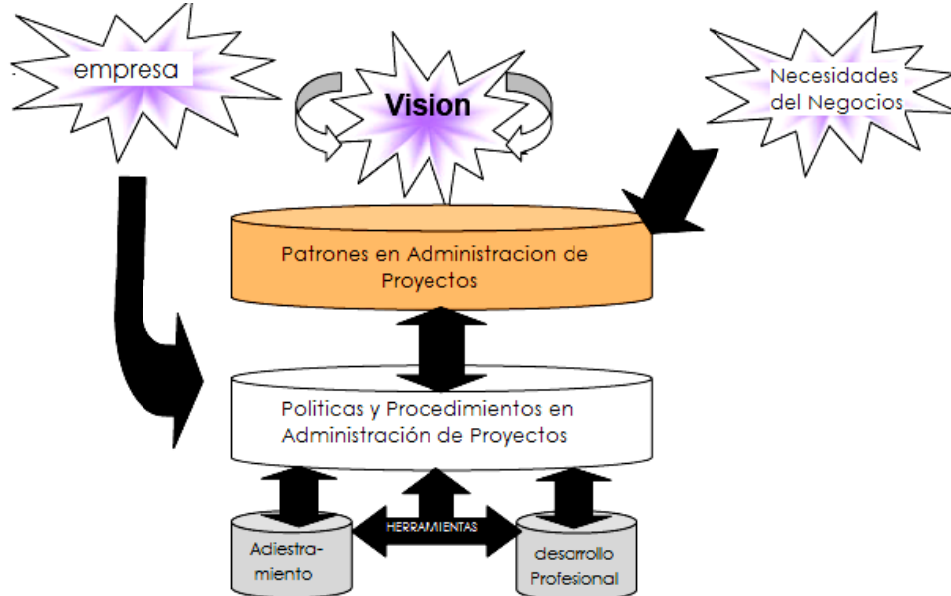 empresa
Vision
Necesidades
del Negocios
Patrones en Administracion de
Proyectos
Politicas y Procedimientos en
Administración de Proyectos
HERRAMIENTAS
Adiestra-
miento
desarrollo
Profesional